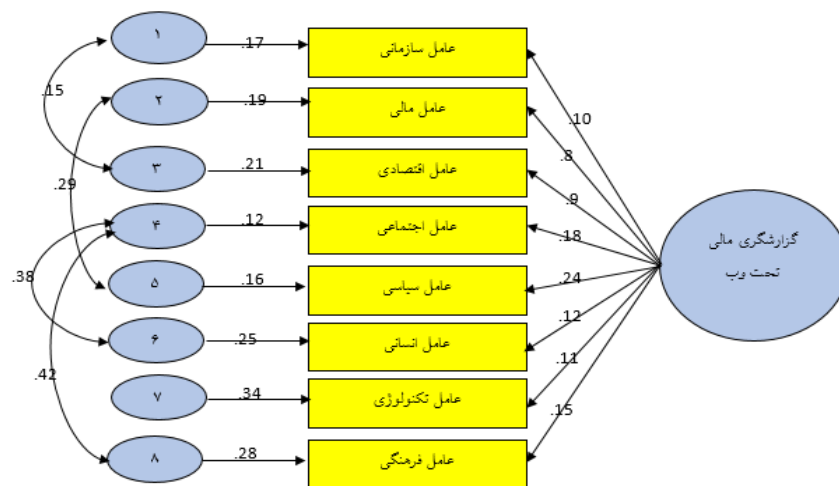 ۱
.17
عامل سازمانی
.10
.15
۲
.19
عامل مالی
.8
۳
.21
عامل اقتصادی
.9
.29
۴
.12
عامل اجتماعی
.18
گزارشگری مالی
تحت وب
.38
۵
.16
عامل سیاسی
.24
۶
.25
عامل انسانی
.12
.42
۷
.34
عامل تکنولوژی
.11
.15
۸
.28
عامل فرهنگی